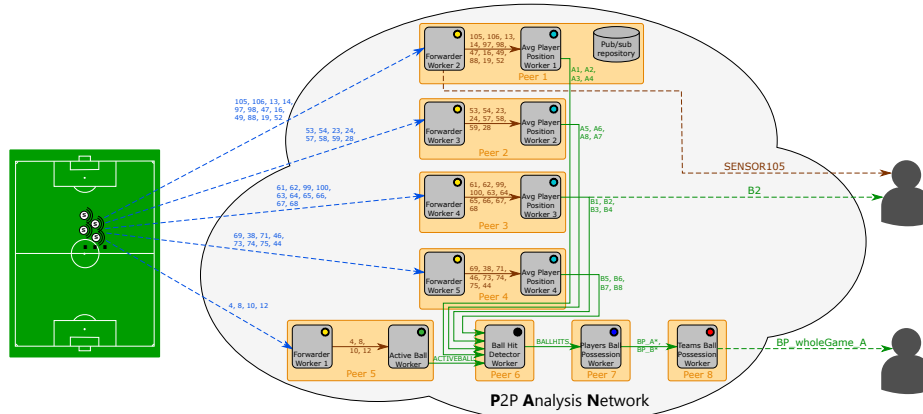 105, 106, 13, 14,
97, 98, 47, 16,
49, 88, 19, 52
53, 54, 23, 24,
57, 58, 59, 28
61, 62, 99, 100,
63, 64, 65, 66,
67, 68
69, 38, 71, 46,
73, 74, 75, 44
4, 8, 10, 12
S
S
S
S
Forwarder
Worker 2
105, 106, 13,
14, 97, 98,
47, 16, 49,
88, 19, 52
Avg Player
Position
Worker 1
Pub/sub
repository
Peer 1
A1, A2,
A3, A4
Forwarder
Worker 3
53, 54, 23,
24, 57, 58,
59, 28
Avg Player
Position
Worker 2
Peer 2
A5, A6,
A8, A7
Forwarder
Worker 4
61, 62, 99,
100, 63, 64,
65, 66, 67,
68
Avg Player
Position
Worker 3
Peer 3
B1, B2,
B3, B4
Forwarder
Worker 5
69, 38, 71,
46, 73, 74,
75, 44
Avg Player
Position
Worker 4
Peer 4
B5, B6,
B7, B8
SENSOR105
B2
Forwarder
Worker 1
4, 8,
10, 12
Active Ball
Worker
Peer 5
ACTIVEBALL
Ball Hit
Detector
Worker
Peer 6
BALLHITS
Players Ball
Possession
Worker
Peer 7
BP_A*,
BP_B*
Teams Ball
Possession
Worker
Peer 8
BP_wholeGame_A
P2P Analysis Network